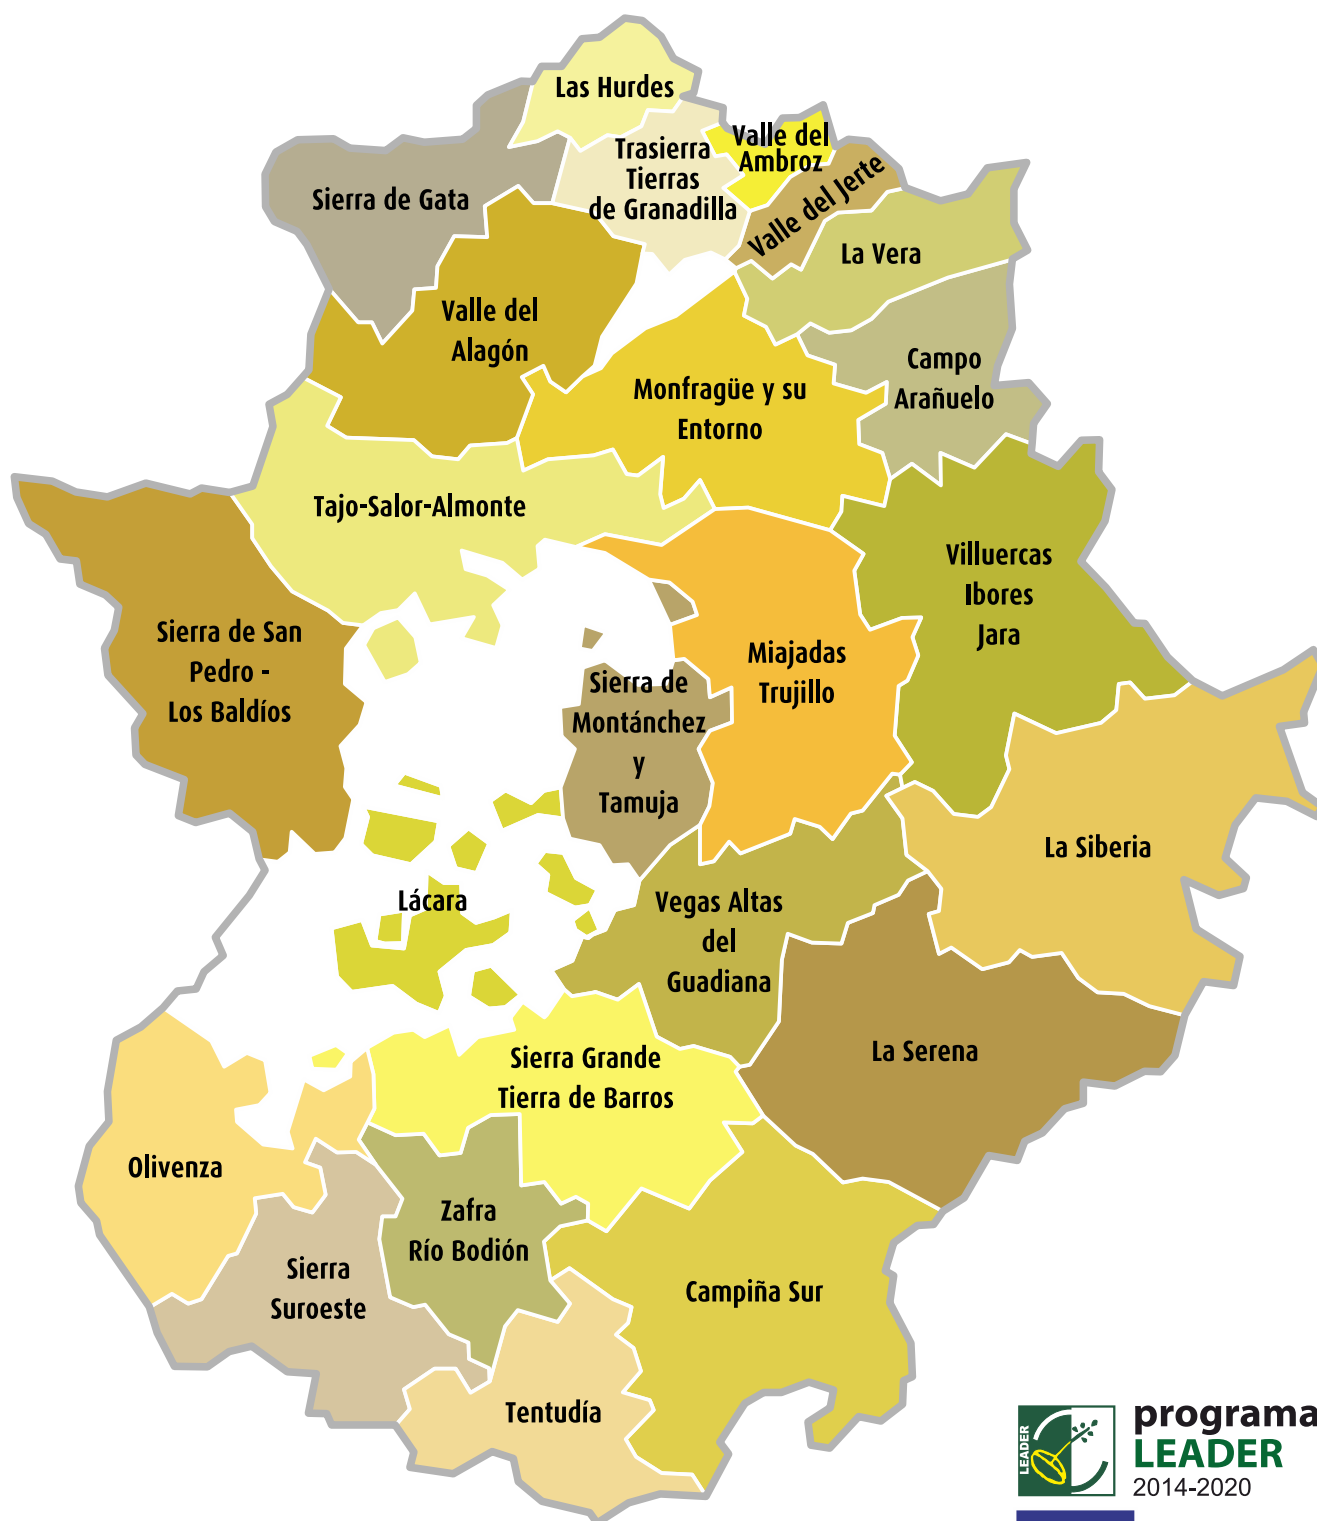 Las Hurdes
Valle del
Ambroz
Trasierra
Tierras
de Granadilla
Sierra de Gata
Valle del Jerte
La Vera
Valle del
Alagón
Campo
Arañuelo
Monfragüe y su
Entorno
Tajo-Salor-Almonte
Villuercas
Ibores
Jara
Sierra de San
Pedro -
Los Baldíos
Miajadas
Trujillo
Sierra de
Montánchez
y
Tamuja
La Siberia
Lácara
Vegas Altas
del
Guadiana
La Serena
Sierra Grande
Tierra de Barros
Olivenza
Zafra
Río Bodión
Sierra
Suroeste
Campiña Sur
Tentudía
LEADER
programa
LEADER
2014-2020